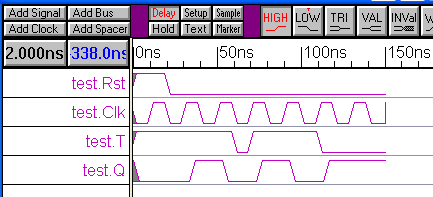 Add Signal Add Bus Delay Setup Sample HIGH LOW TRI VAL INVal W
Add Clock Add Spacer Hold Text Marker
2.000ns -338.0ns 0ns 50ns 100ns 150ns
test.Rst
test.Clk
test.T
test.Q